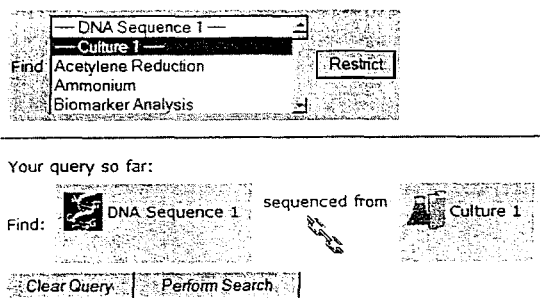 — DNA Sequence 1 —
— Culture 1 —
Find Acetylene Reduction Restrict
Ammonium
Biomarker Analysis
Your query so far:
Find: DNA Sequence 1 sequenced from Culture 1
Clear Query Perform Search